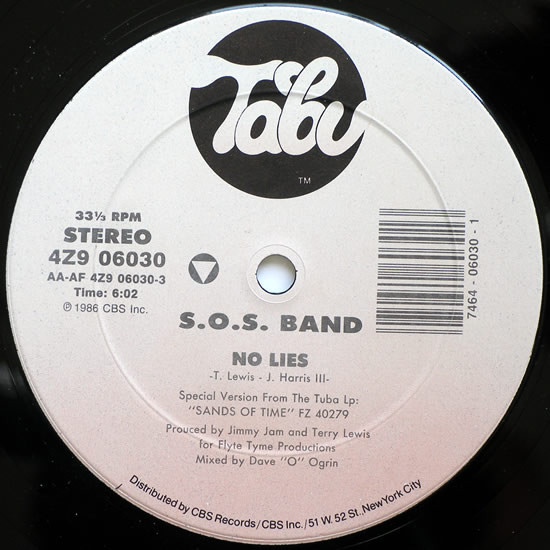 Tabu
TM
33⅓ RPM
STEREO
4Z9 06030
AA-AF 4Z9 06030-3
Time: 6:02
℗ 1986 CBS Inc.
7464 - 06030 - 1
S.O.S. BAND
NO LIES
-T. Lewis - J. Harris III-
Special Version From The Tuba Lp:
"SANDS OF TIME" FZ 40279
Prouced by Jimmy Jam and Terry Lewis
for Flyte Tyme Productions
Mixed by Dave "O" Ogrin
Distributed by CBS Records/CBS Inc./51 W. 52 St., New York City